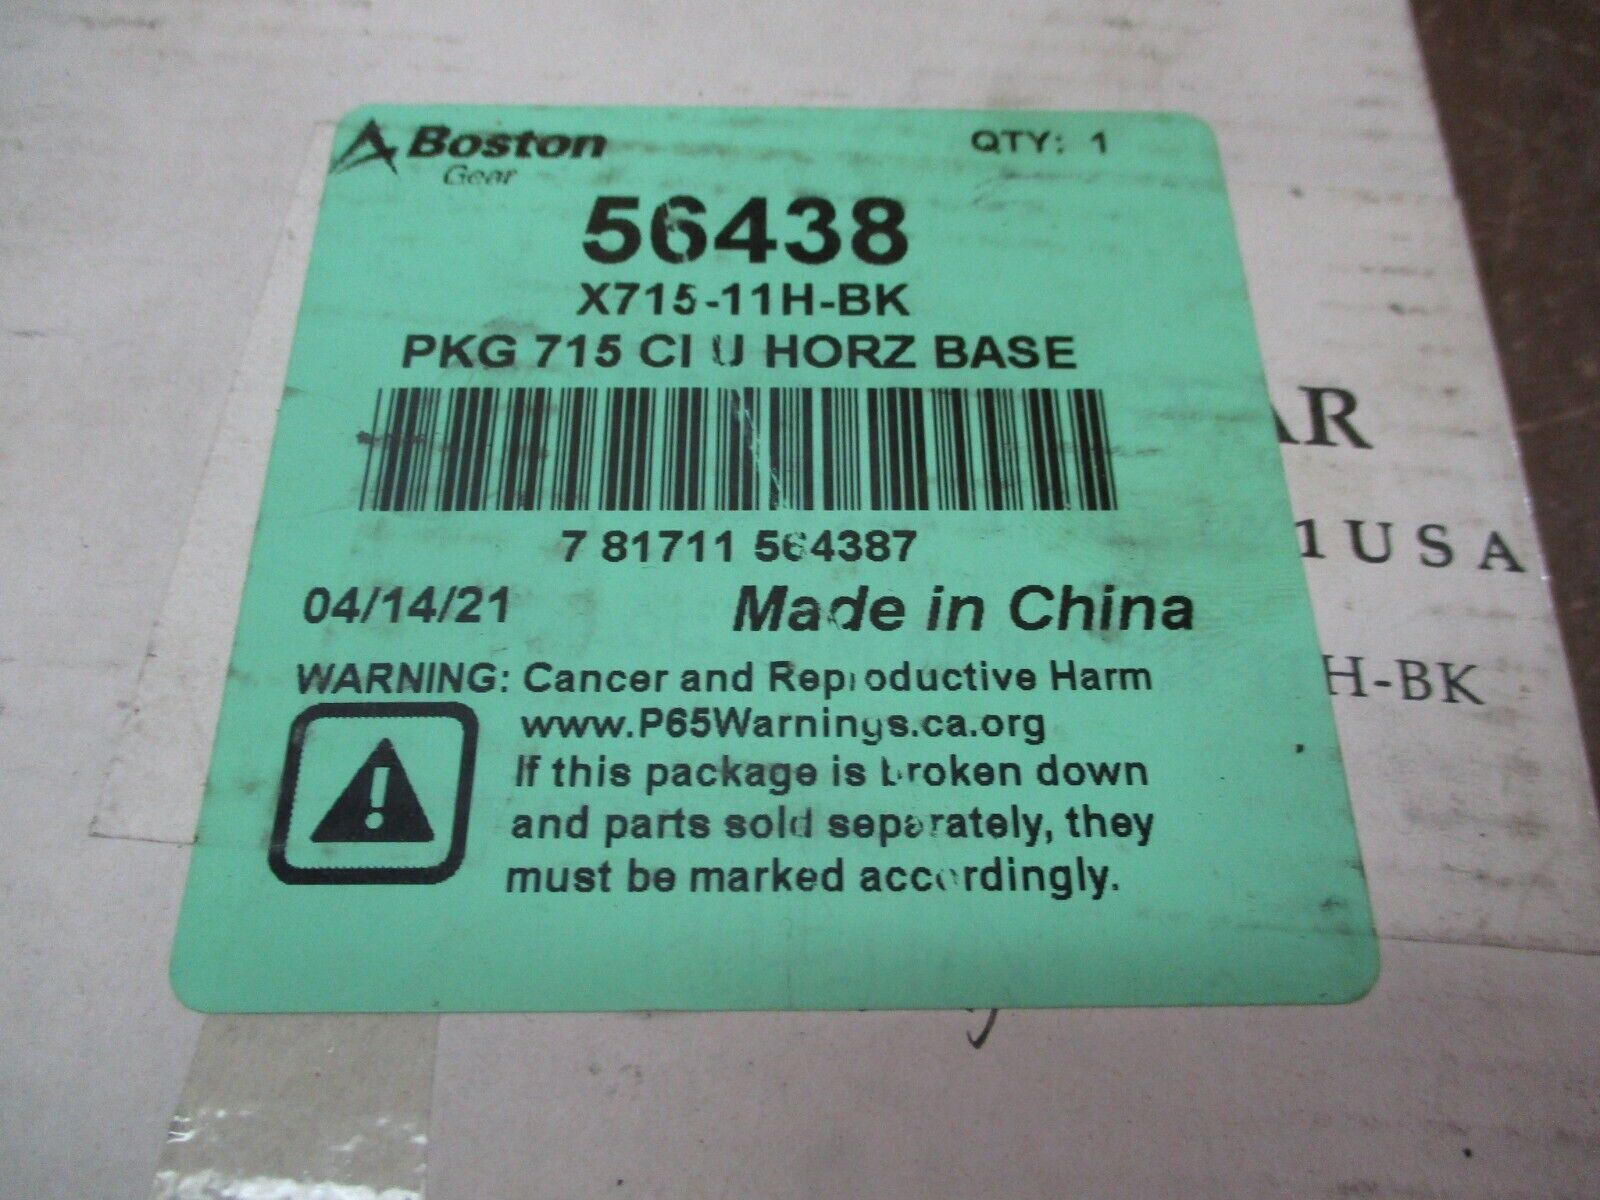 Boston
Gear
QTY: 1
56438
X715-11H-BK
PKG 715 CI U HORZ BASE
7 81711 564387
04/14/21
Made in China
WARNING: Cancer and Reproductive Harm
www.P65Warnings.ca.org
If this package is broken down
and parts sold separately, they
must be marked accordingly.
AR
1 USA
H-BK